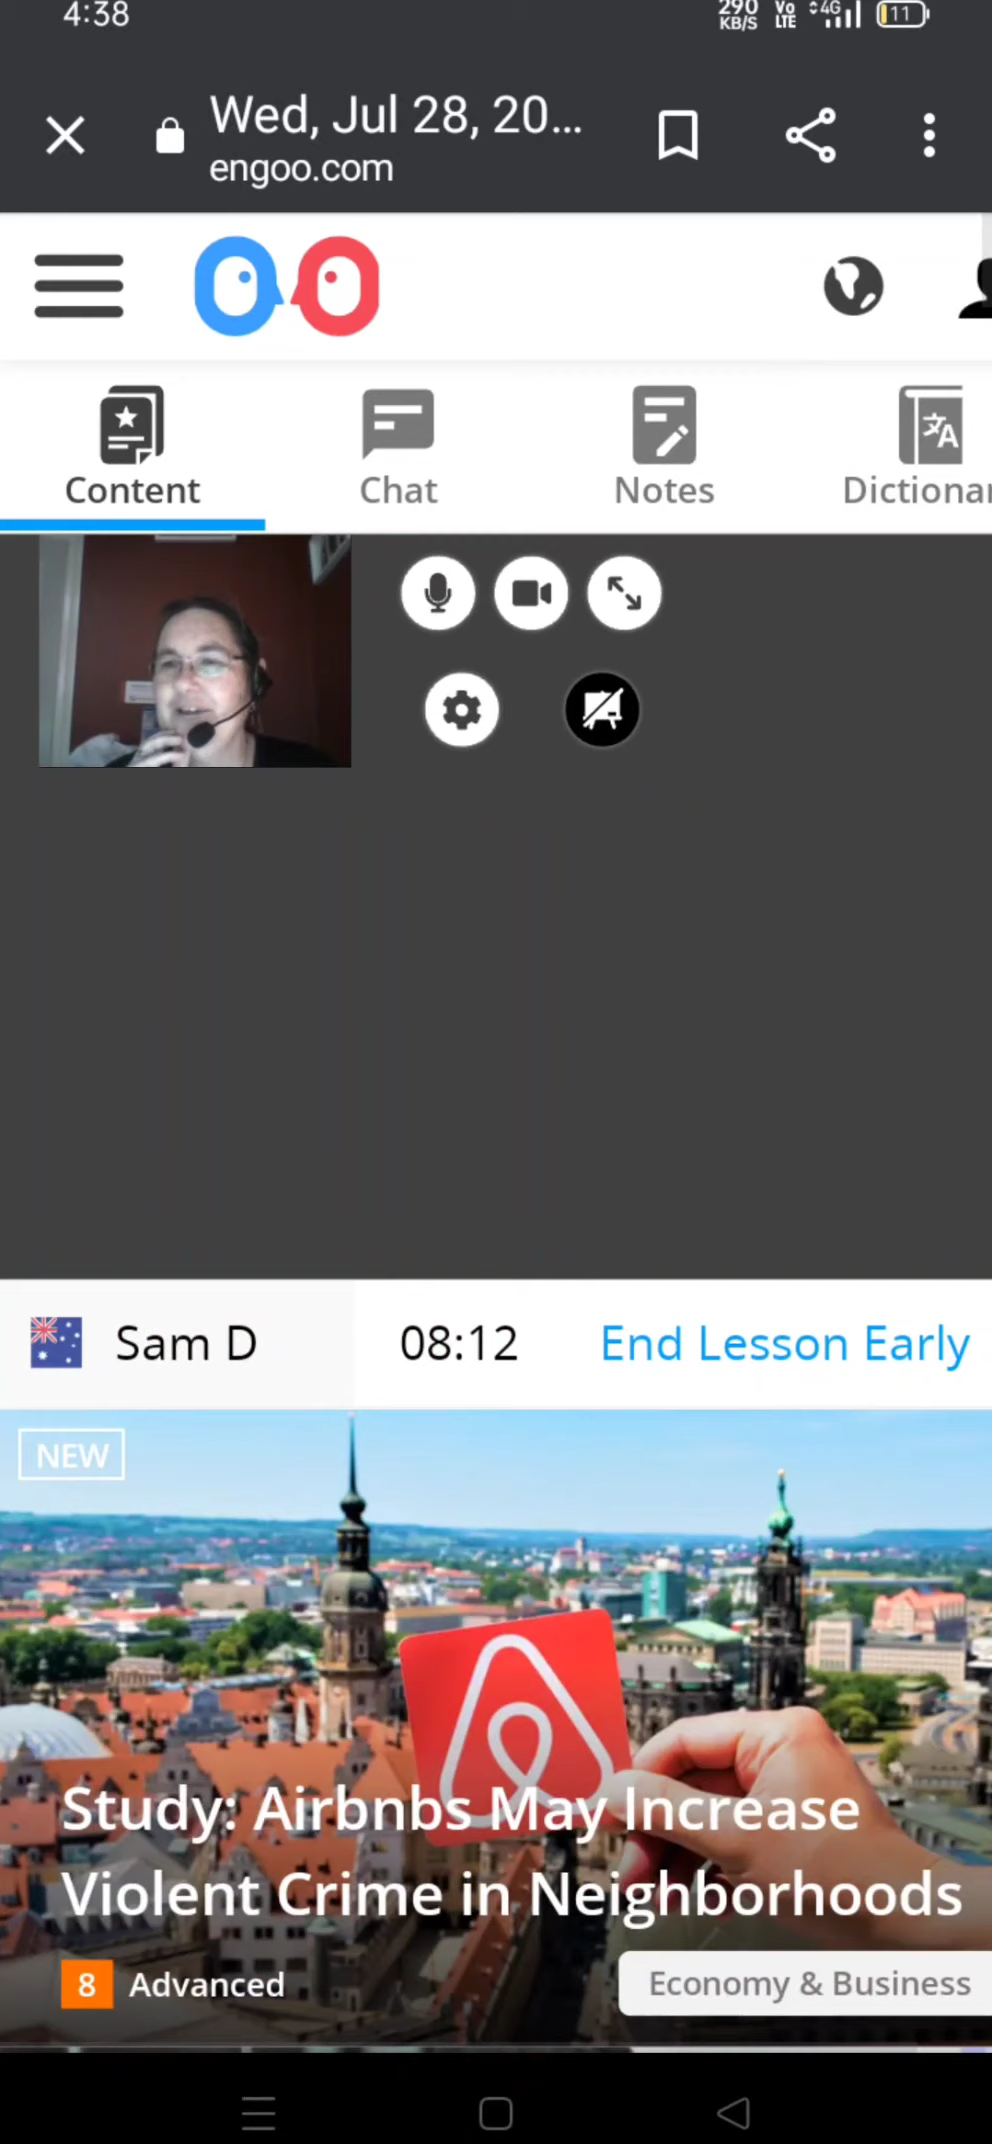 4:38
290
KB/S
Vo
LTE
4G
11
Wed, Jul 28, 20...
engoo.com
Content
Chat
Notes
Dictionar
Sam D
08:12
End Lesson Early
NEW
Study: Airbnbs May Increase
Violent Crime in Neighborhoods
8 Advanced
Economy & Business